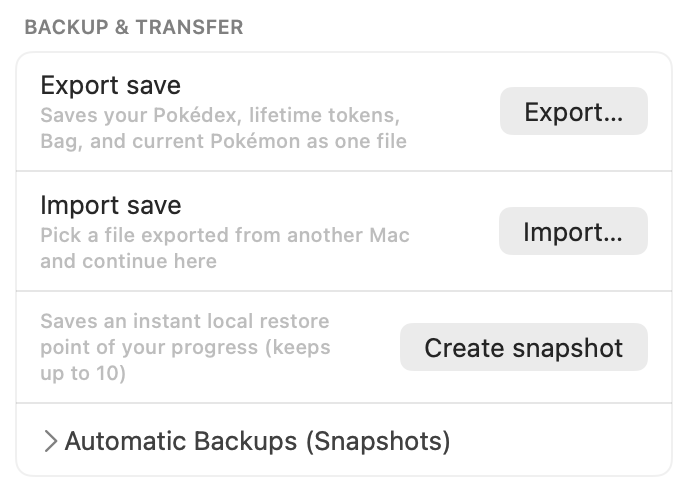 BACKUP & TRANSFER
Export save
Saves your Pokédex, lifetime tokens,
Bag, and current Pokémon as one file
Export...
Import save
Pick a file exported from another Mac
and continue here
Import...
Saves an instant local restore
point of your progress (keeps
up to 10)
Create snapshot
Automatic Backups (Snapshots)